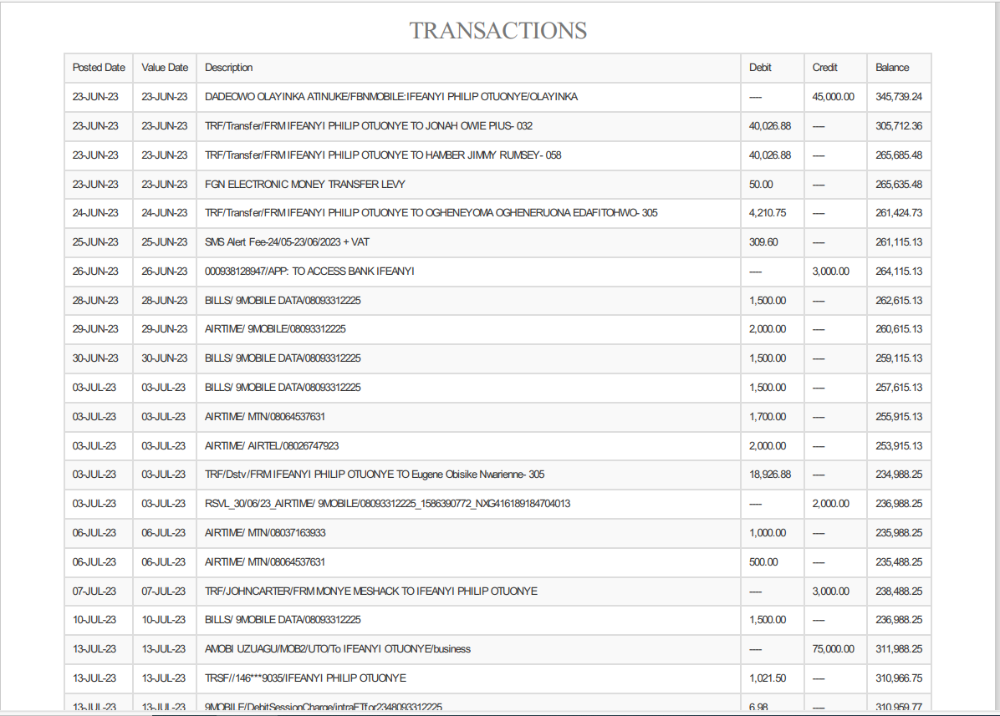 TRANSACTIONS
Posted Date Value Date Description Debit Credit Balance
23-JUN-23 23-JUN-23 DADEOWO OLAYINKA ATINUKE/FBNMOBILE:IFEANYI PHILIP OTUONYE/OLAYINKA ---- 45,000.00 345,739.24
23-JUN-23 23-JUN-23 TRF/Transfer/FRM IFEANYI PHILIP OTUONYE TO JONAH OWIE PIUS- 032 40,026.88 ---- 305,712.36
23-JUN-23 23-JUN-23 TRF/Transfer/FRM IFEANYI PHILIP OTUONYE TO HAMBER JIMMY RUMSEY- 058 40,026.88 ---- 265,685.48
23-JUN-23 23-JUN-23 FGN ELECTRONIC MONEY TRANSFER LEVY 50.00 ---- 265,635.48
24-JUN-23 24-JUN-23 TRF/Transfer/FRM IFEANYI PHILIP OTUONYE TO OGHENEYOMA OGHENERUONA EDAFITOHWO- 305 4,210.75 ---- 261,424.73
25-JUN-23 25-JUN-23 SMS Alert Fee-24/05-23/06/2023 + VAT 309.60 ---- 261,115.13
26-JUN-23 26-JUN-23 000938128947/APP: TO ACCESS BANK IFEANYI ---- 3,000.00 264,115.13
28-JUN-23 28-JUN-23 BILLS/ 9MOBILE DATA/08093312225 1,500.00 ---- 262,615.13
29-JUN-23 29-JUN-23 AIRTIME/ 9MOBILE/08093312225 2,000.00 ---- 260,615.13
30-JUN-23 30-JUN-23 BILLS/ 9MOBILE DATA/08093312225 1,500.00 ---- 259,115.13
03-JUL-23 03-JUL-23 BILLS/ 9MOBILE DATA/08093312225 1,500.00 ---- 257,615.13
03-JUL-23 03-JUL-23 AIRTIME/ MTN/08064537631 1,700.00 ---- 255,915.13
03-JUL-23 03-JUL-23 AIRTIME/ AIRTEL/08026747923 2,000.00 ---- 253,915.13
03-JUL-23 03-JUL-23 TRF/Dstv/FRM IFEANYI PHILIP OTUONYE TO Eugene Obisike Nwarienne- 305 18,926.88 ---- 234,988.25
03-JUL-23 03-JUL-23 RSVL_30/06/23_AIRTIME/ 9MOBILE/08093312225_1586390772_NXG416189184704013 ---- 2,000.00 236,988.25
06-JUL-23 06-JUL-23 AIRTIME/ MTN/08037163933 1,000.00 ---- 235,988.25
06-JUL-23 06-JUL-23 AIRTIME/ MTN/08064537631 500.00 ---- 235,488.25
07-JUL-23 07-JUL-23 TRF/JOHNCARTER/FRM MONYE MESHACK TO IFEANYI PHILIP OTUONYE ---- 3,000.00 238,488.25
10-JUL-23 10-JUL-23 BILLS/ 9MOBILE DATA/08093312225 1,500.00 ---- 236,988.25
13-JUL-23 13-JUL-23 AMOBI UZUAGU/MOB2/UTO/To IFEANYI OTUONYE/business ---- 75,000.00 311,988.25
13-JUL-23 13-JUL-23 TRSF//146***9035/IFEANYI PHILIP OTUONYE 1,021.50 ---- 310,966.75
13-JUL-23 13-JUL-23 9MOBILE/DebitSessionCharge/intraFTfor2348093312225 6.98 ---- 310,959.77